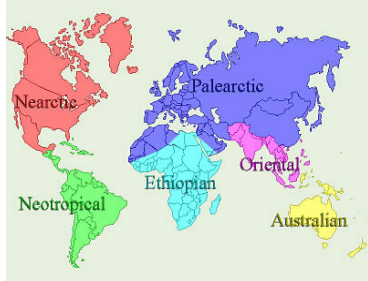 Nearctic
Palearctic
Oriental
Ethiopian
Neotropical
Australian